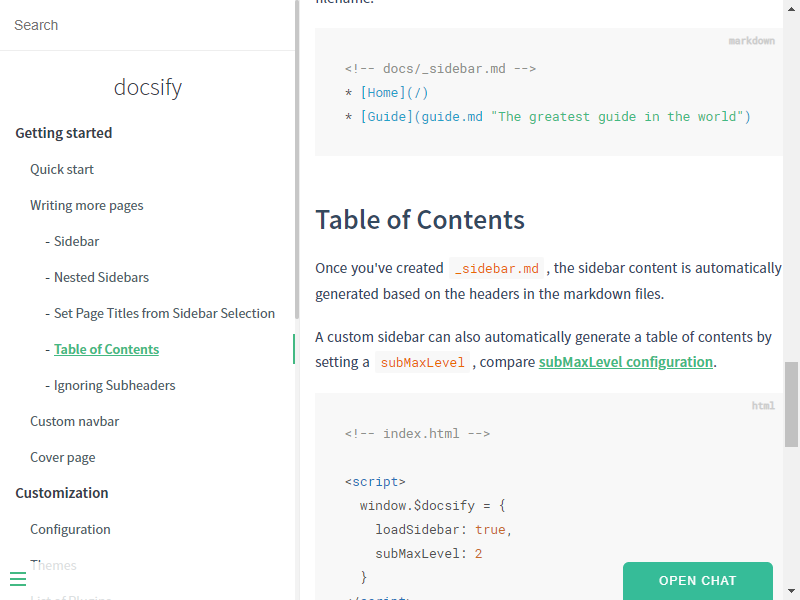 Search
docsify
Getting started
Quick start
Writing more pages
- Sidebar
- Nested Sidebars
- Set Page Titles from Sidebar Selection
- Table of Contents
- Ignoring Subheaders
Custom navbar
Cover page
Customization
Configuration
Themes
List of Plugins
filename.
markdown
<!-- docs/_sidebar.md -->
* [Home](/)
* [Guide](guide.md "The greatest guide in the world")
Table of Contents
Once you've created _sidebar.md , the sidebar content is automatically
generated based on the headers in the markdown files.
A custom sidebar can also automatically generate a table of contents by
setting a subMaxLevel , compare subMaxLevel configuration.
html
<!-- index.html -->
<script>
window.$docsify = {
loadSidebar: true,
subMaxLevel: 2
}
</script>
OPEN CHAT